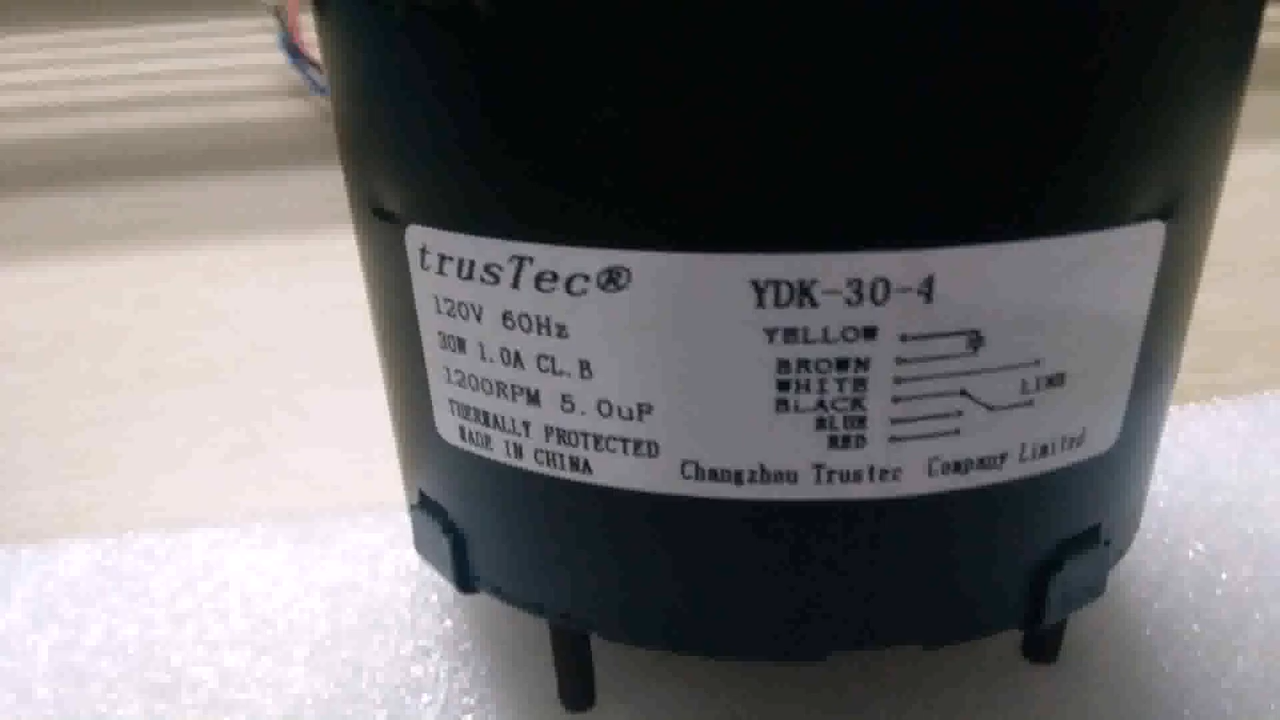 trusTec®
120V 60Hz
30W 1.0A CL.B
1200RPM 5.0uF
THERMALLY PROTECTED
MADE IN CHINA
YDK-30-4
YELLOW
BROWN
WHITE
BLACK
BLUE
RED
LINE
Changzhou Trustec Company Limited